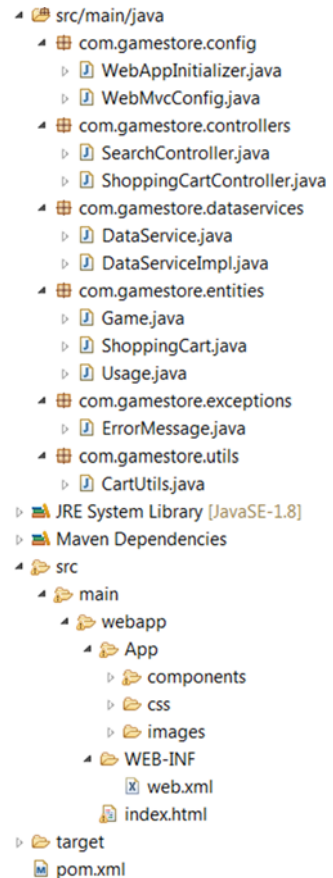 src/main/java
com.gamestore.config
WebAppInitializer.java
WebMvcConfig.java
com.gamestore.controllers
SearchController.java
ShoppingCartController.java
com.gamestore.dataservices
DataService.java
DataServiceImpl.java
com.gamestore.entities
Game.java
ShoppingCart.java
Usage.java
com.gamestore.exceptions
ErrorMessage.java
com.gamestore.utils
CartUtils.java
JRE System Library [JavaSE-1.8]
Maven Dependencies
src
main
webapp
App
components
css
images
WEB-INF
web.xml
index.html
target
pom.xml